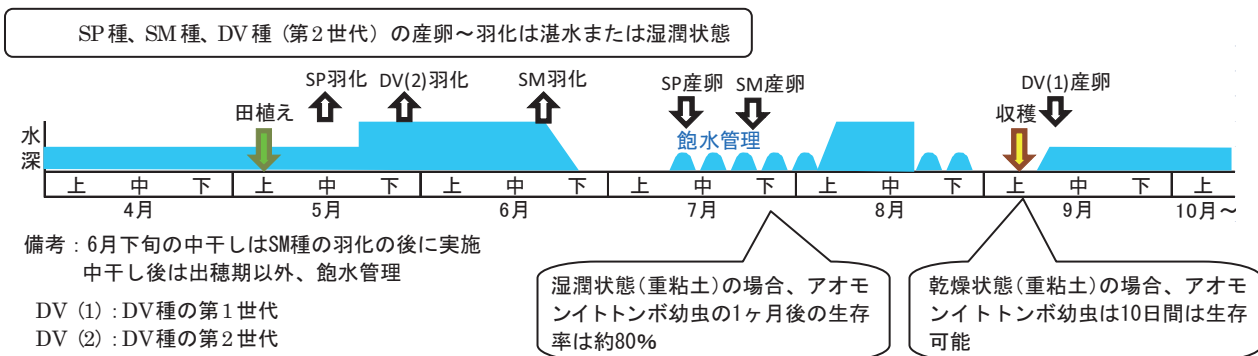 SP種、SM種、DV種（第２世代）の産卵～羽化は湛水または湿潤状態
SP羽化 DV(2)羽化 SM羽化 SP産卵 SM産卵 DV(1)産卵
田植え 収穫
水深 飽水管理
上 中 下 上 中 下 上 中 下 上 中 下 上 中 下 上 中 下 上
4月 5月 6月 7月 8月 9月 10月～
備考：6月下旬の中干しはSM種の羽化の後に実施
中干し後は出穂期以外、飽水管理
DV（1）：DV種の第１世代
DV（2）：DV種の第２世代
湿潤状態(重粘土)の場合、アオモ
ンイトトンボ幼虫の1ヶ月後の生存
率は約80%
乾燥状態(重粘土)の場合、アオモ
ンイトトンボ幼虫は10日間は生存
可能